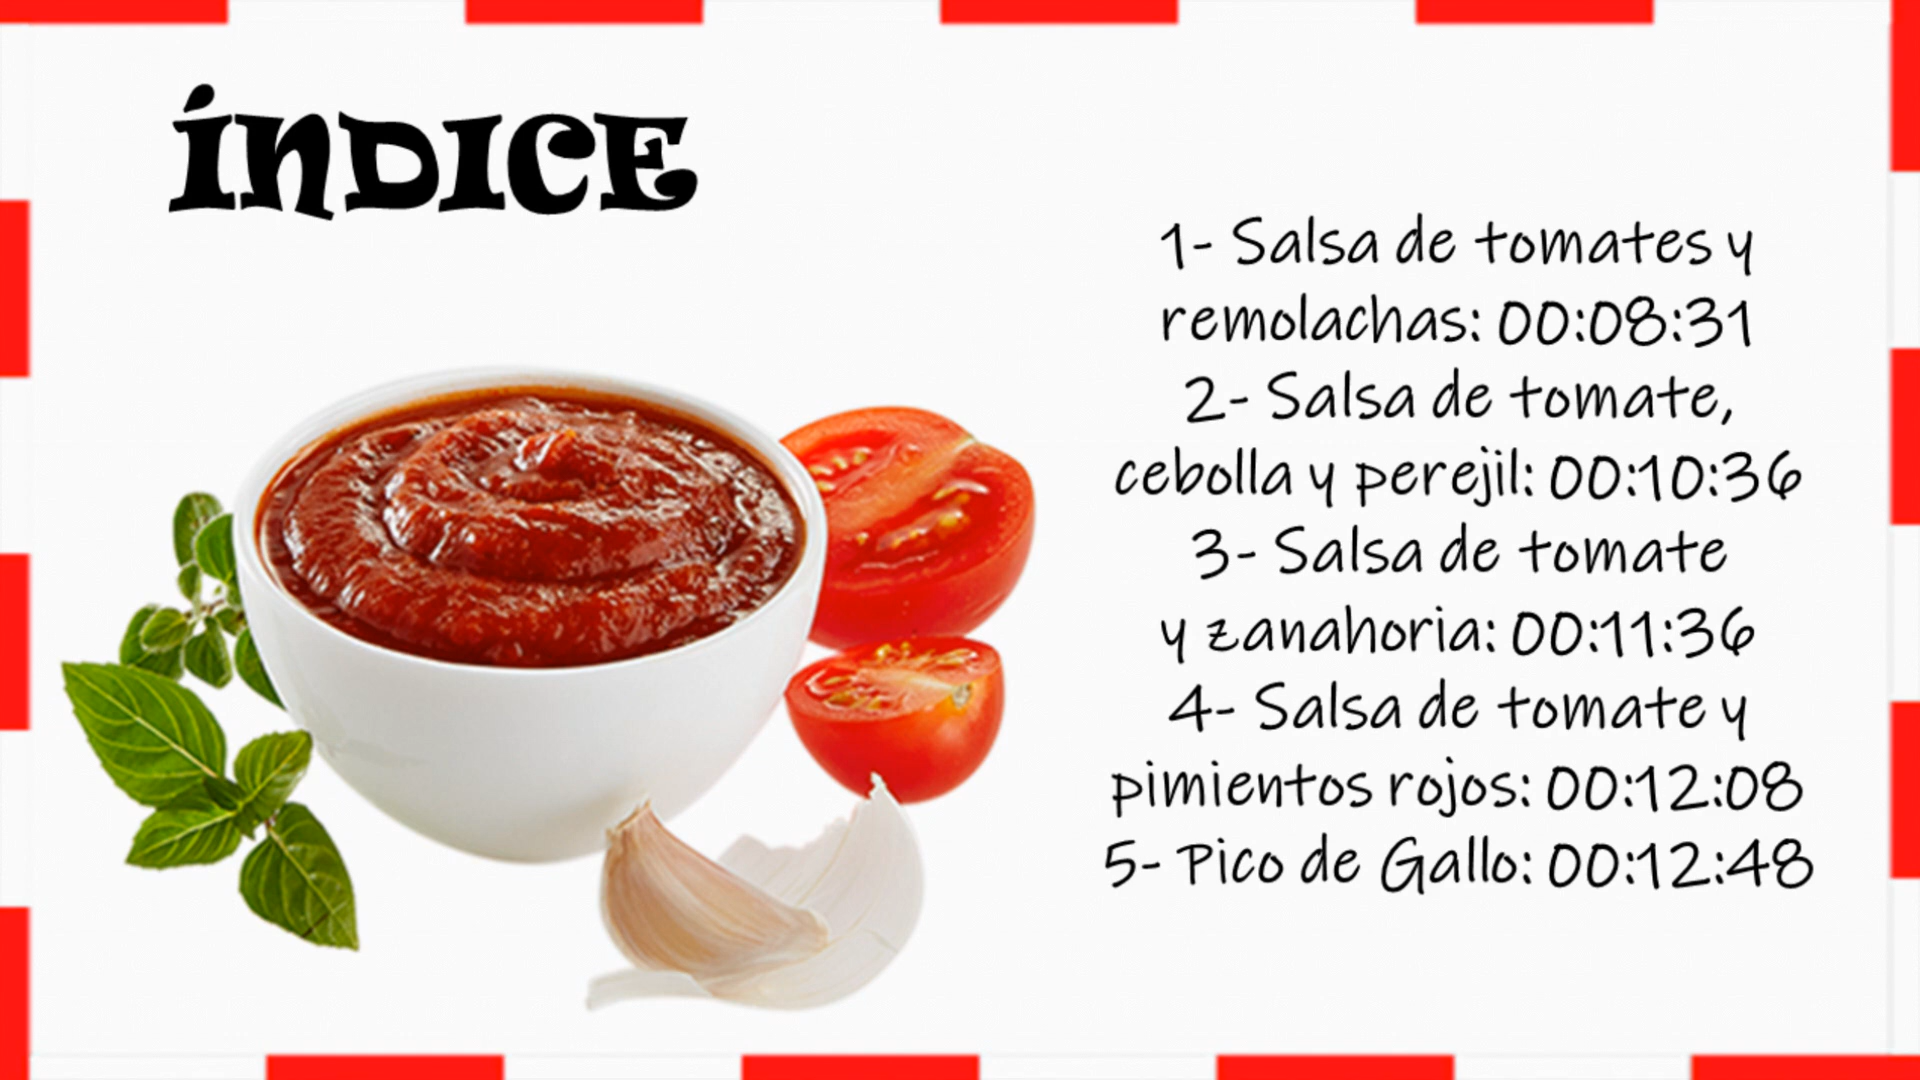 ÍNDICE
1- Salsa de tomates y
remolachas: 00:08:31
2- Salsa de tomate,
cebolla y perejil: 00:10:36
3- Salsa de tomate
y zanahoria: 00:11:36
4- Salsa de tomate y
pimientos rojos: 00:12:08
5- Pico de Gallo: 00:12:48